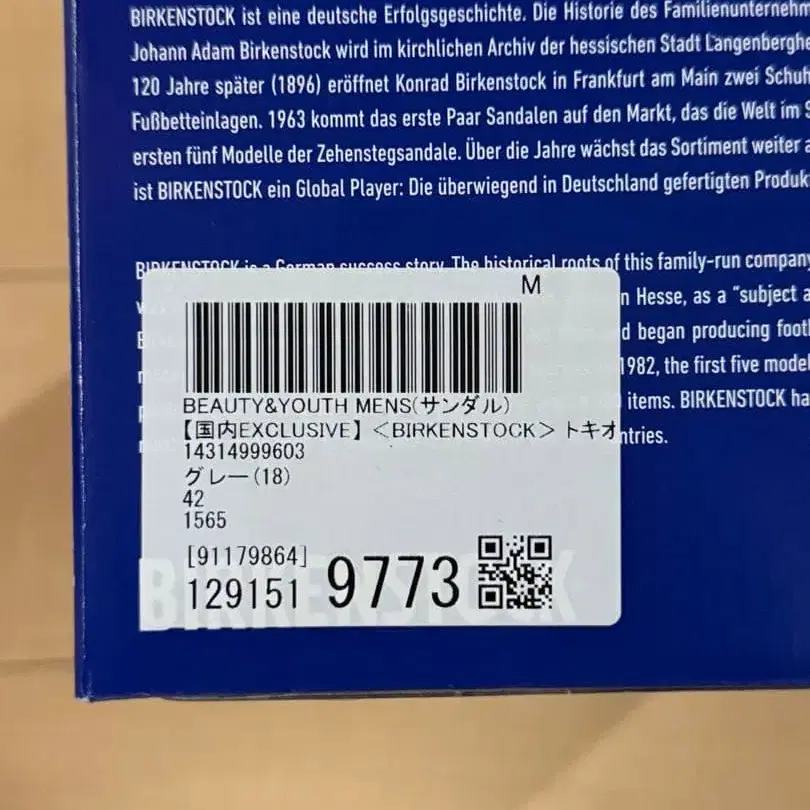 BIRKENSTOCK ist eine deutsche Erfolgsgeschichte. Die Historie des Familienunternehm
Johann Adam Birkenstock wird im kirchlichen Archiv der hessischen Stadt Langenberghe
120 Jahre später (1896) eröffnet Konrad Birkenstock in Frankfurt am Main zwei Schuh
Fußbetteinlagen. 1963 kommt das erste Paar Sandalen auf den Markt, das die Welt im S
ersten fünf Modelle der Zehenstegsandale. Über die Jahre wächst das Sortiment weiter a
ist BIRKENSTOCK ein Global Player: Die überwiegend in Deutschland gefertigten Produk
BIRKENSTOCK is a German success story. The historical roots of this family-run company
n Hesse, as a “subject a
d began producing foot
1982, the first five model
items. BIRKENSTOCK ha
ntries.
M
BEAUTY&YOUTH MENS(サンダル)
【国内EXCLUSIVE】<BIRKENSTOCK> トキオ
14314999603
グレー(18)
42
1565
[91179864]
129151 9773
BIRKENSTOCK